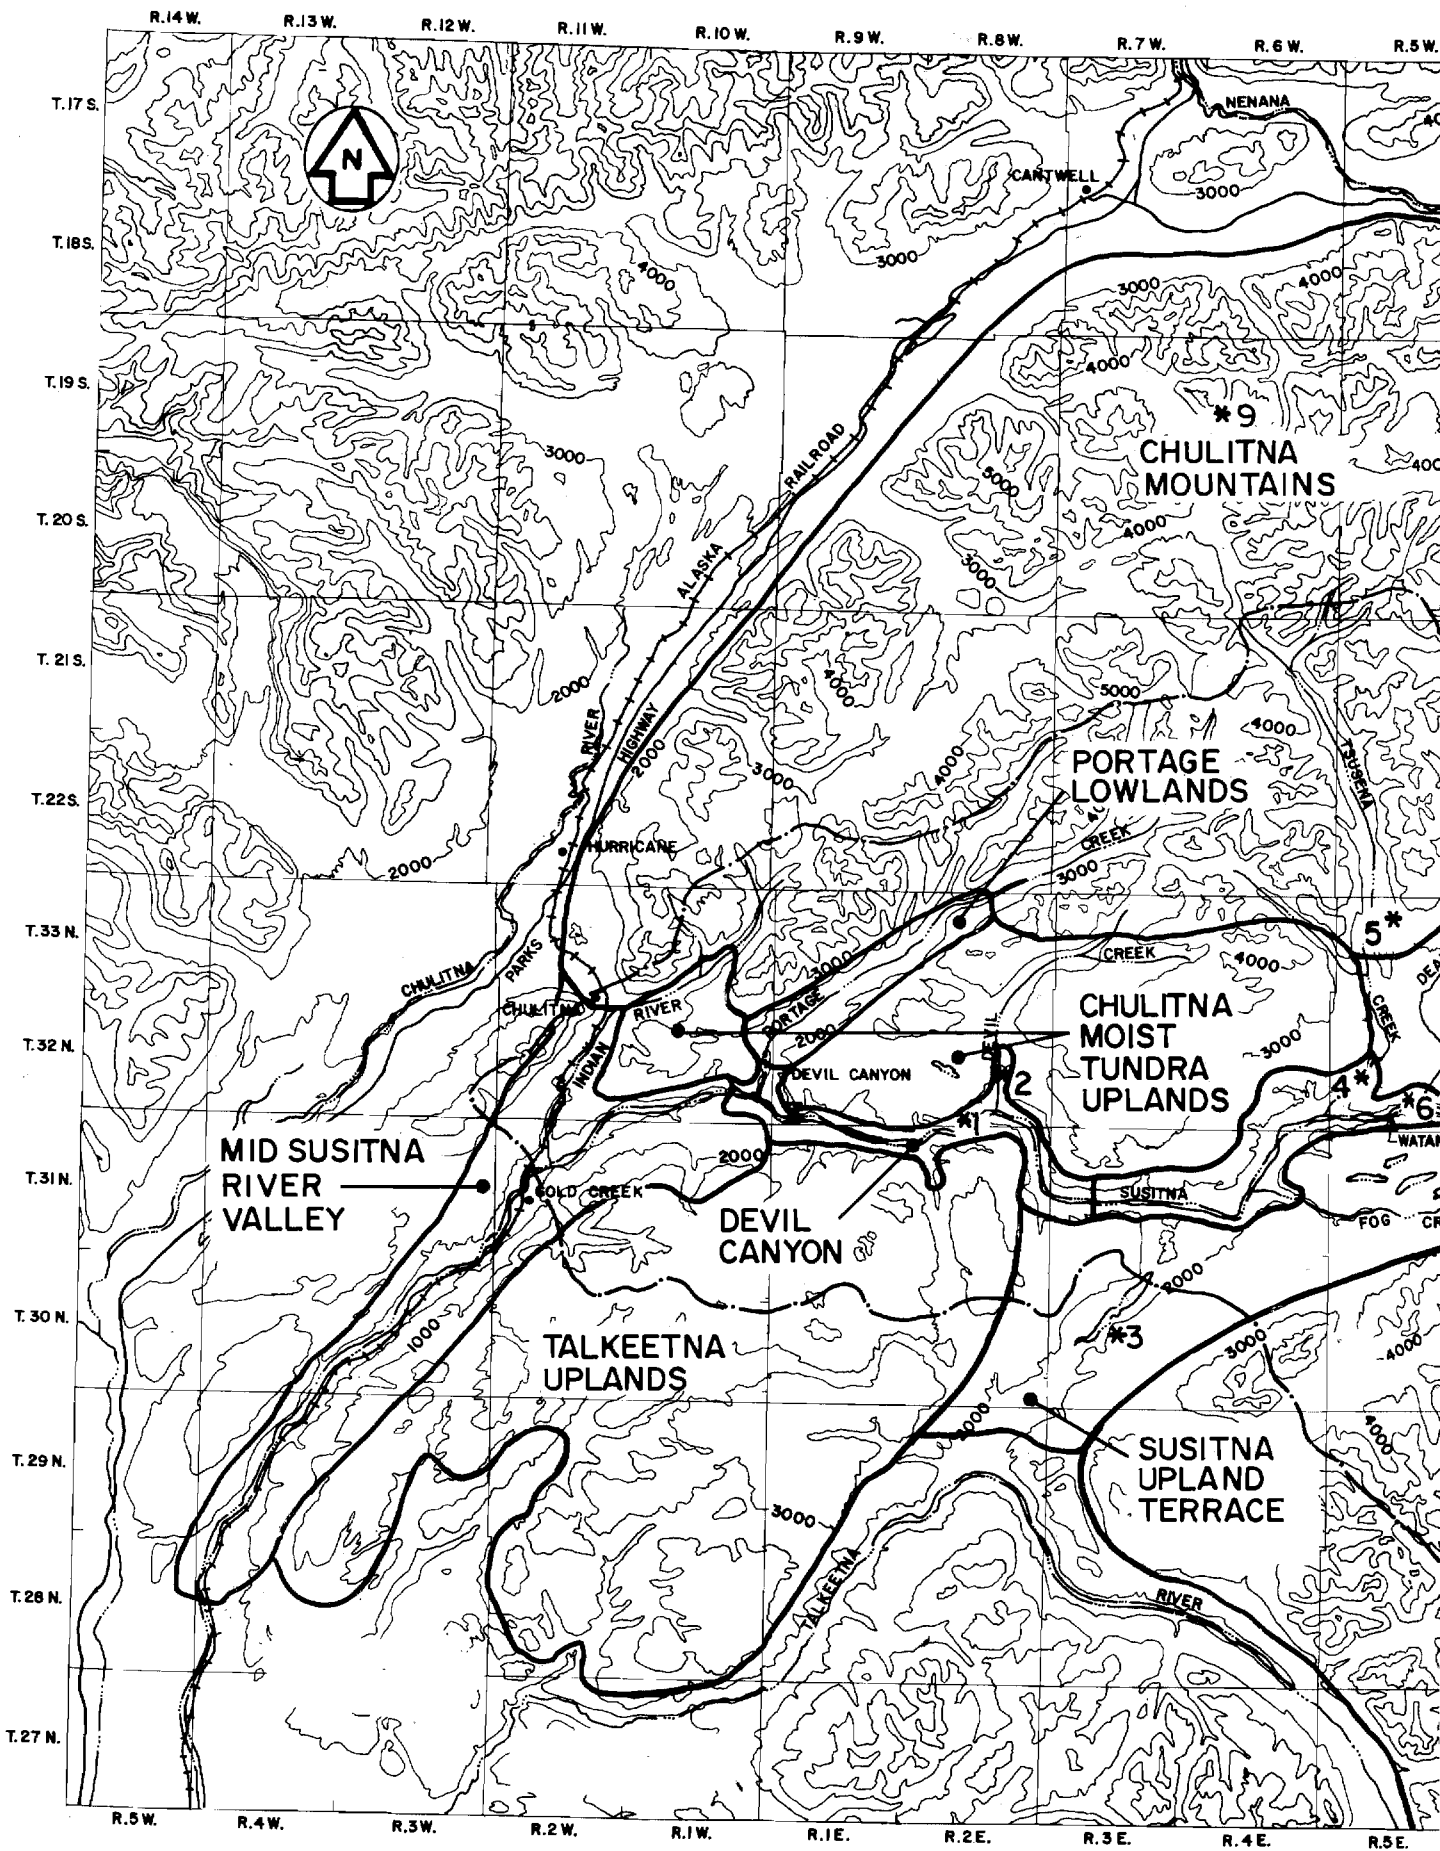 R.14W. R.13W. R.12W. R.11W. R.10W. R.9W. R.8W. R.7W. R.6W. R.5W.
T.17S.
NENANA
N
CANTWELL
3000
T.18S.
3000
4000
3000
4000
T.19S.
4000
*9
CHULITNA
MOUNTAINS
RAILROAD
3000
5000
4000
T.20S.
ALASKA
3000
T.21S.
2000
4000
5000
RIVER
HIGHWAY
2000
4000
3000
4000
TSUSENA
PORTAGE
LOWLANDS
T.22S.
CREEK
HURRICANE
2000
3000
T.33N.
5*
PARKS
CHULITNA
3000
CREEK
4000
CHULITNA
RIVER
PORTAGE
2000
CHULITNA
MOIST
TUNDRA
UPLANDS
DEVIL
CREEK
3000
T.32N.
INDIAN
DEVIL CANYON
*2
4*
*6
*1
MID SUSITNA
RIVER
VALLEY
2000
T.31N.
GOLD CREEK
SUSITNA
DEVIL
CANYON
FOG
2000
T.30N.
1000
TALKEETNA
UPLANDS
*3
3000
4000
2000
4000
SUSITNA
UPLAND
TERRACE
T.29N.
3000
TALKEETNA
RIVER
T.28N.
T.27N.
R.5W. R.4W. R.3W. R.2W. R.1W. R.1E. R.2E. R.3E. R.4E. R.5E.